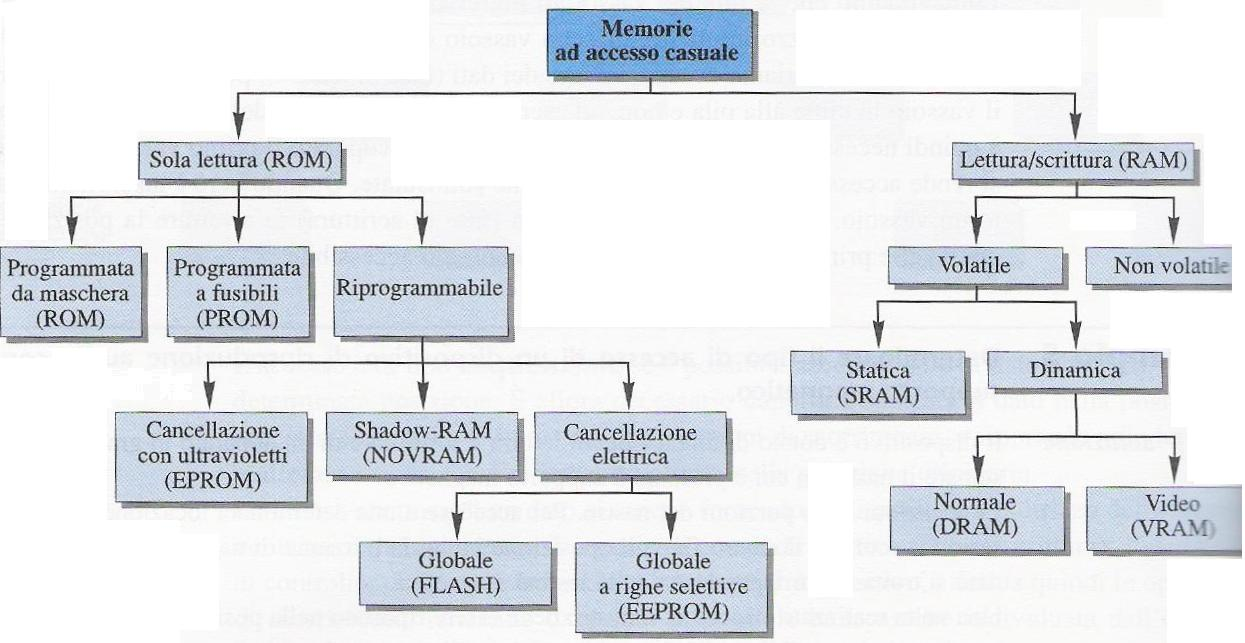 Memorie
ad accesso casuale
Sola lettura (ROM)
Lettura/scrittura (RAM)
Programmata
da maschera
(ROM)
Programmata
a fusibili
(PROM)
Riprogrammabile
Volatile
Non volatile
Statica
(SRAM)
Dinamica
Cancellazione
con ultravioletti
(EPROM)
Shadow-RAM
(NOVRAM)
Cancellazione
elettrica
Normale
(DRAM)
Video
(VRAM)
Globale
(FLASH)
Globale
a righe selettive
(EEPROM)